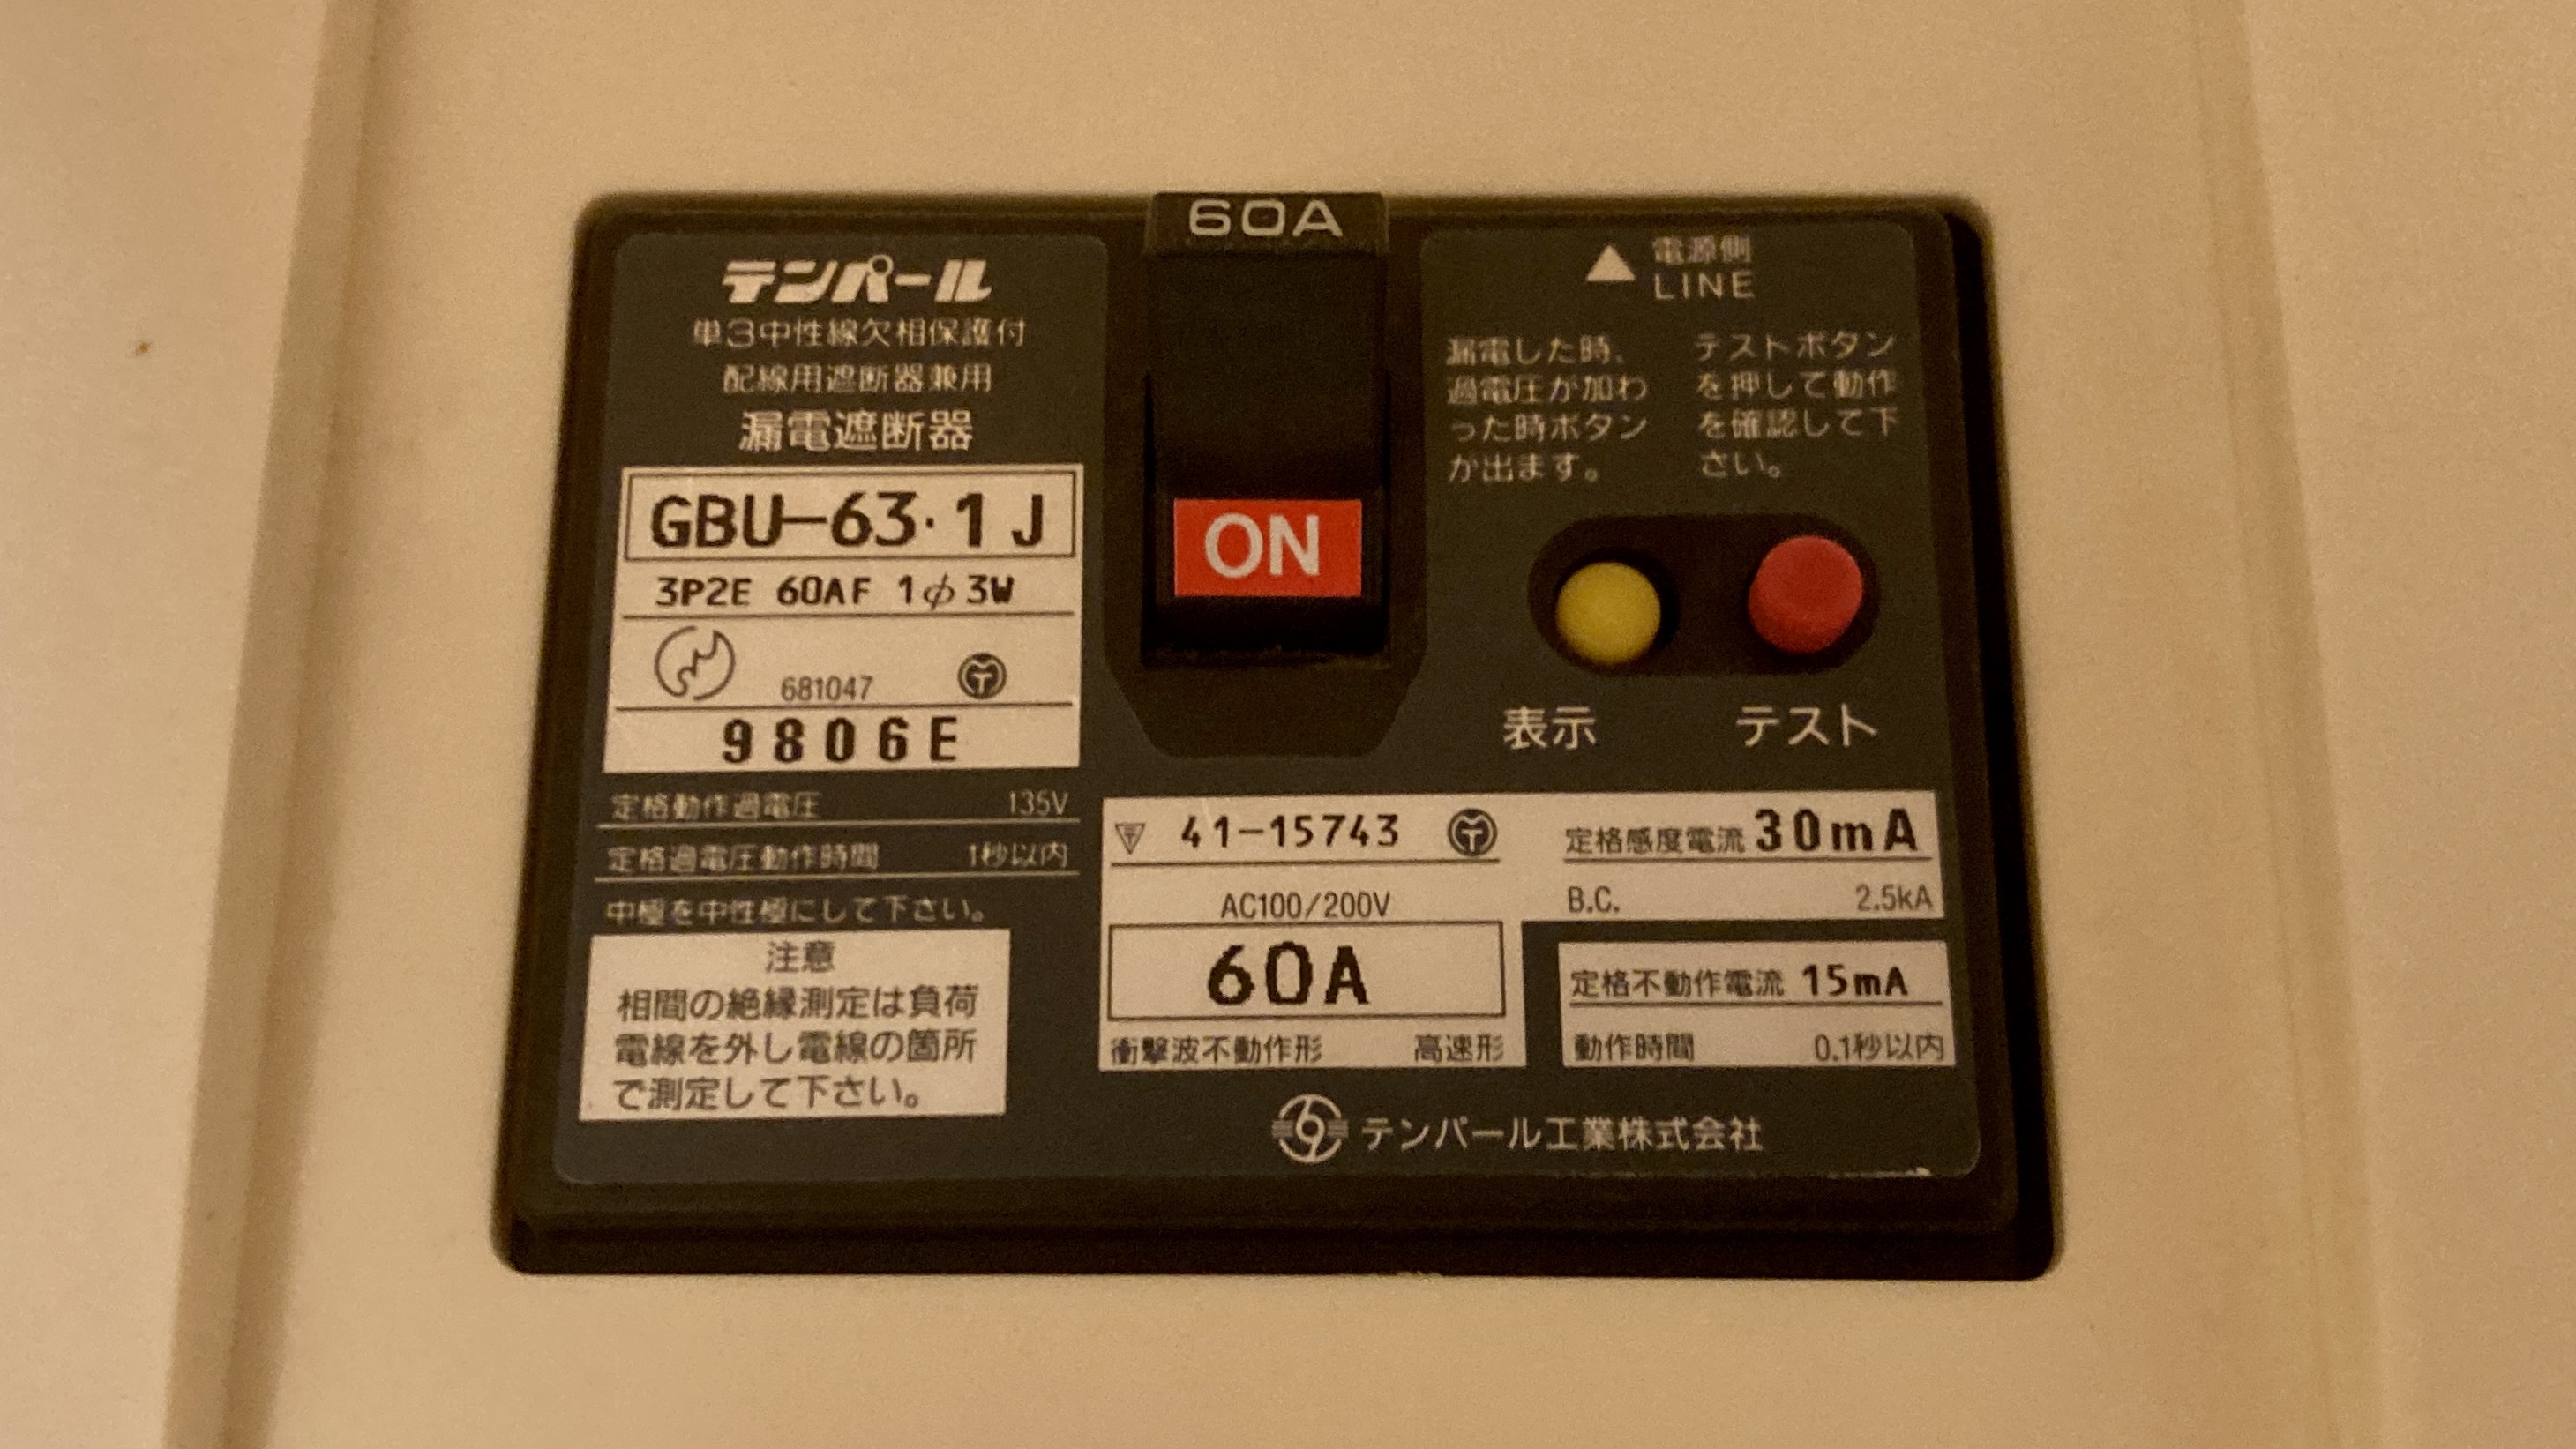 60A
テンパール
単3中性線欠相保護付
配線用遮断器兼用
漏電遮断器
GBU-63・1J
3P2E 60AF 1φ3W
681047
9806E
定格動作過電圧 135V
定格過電圧動作時間 1秒以内
中極を中性極にして下さい。
注意
相間の絶縁測定は負荷
電線を外し電線の箇所
で測定して下さい。
ON
▲ 電源側
LINE
漏電した時、
過電圧が加わ
った時ボタン
が出ます。
テストボタン
を押して動作
を確認して下
さい。
表示 テスト
41-15743
AC100/200V
60A
衝撃波不動作形 高速形
定格感度電流 30mA
B.C. 2.5kA
定格不動作電流 15mA
動作時間 0.1秒以内
テンパール工業株式会社